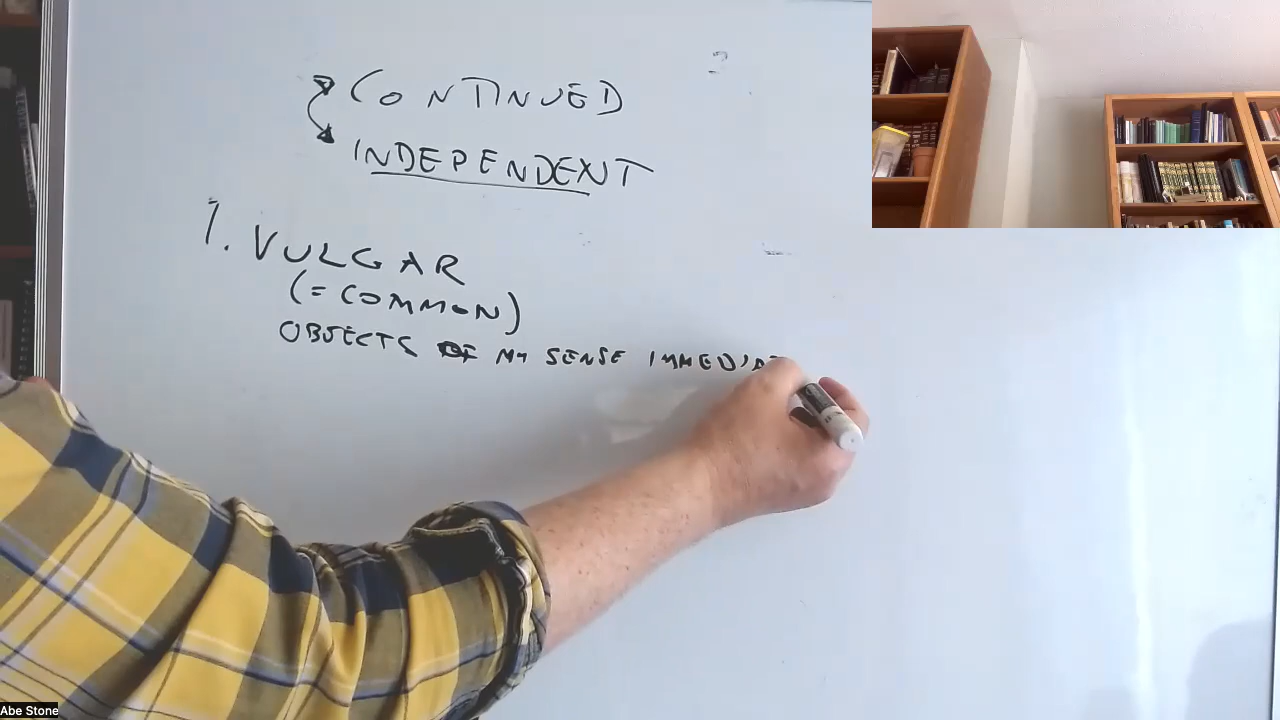 CONTINUED
INDEPENDENT
1. VULGAR
(= COMMON)
OBJECTS OF MY SENSE
Abe Stone